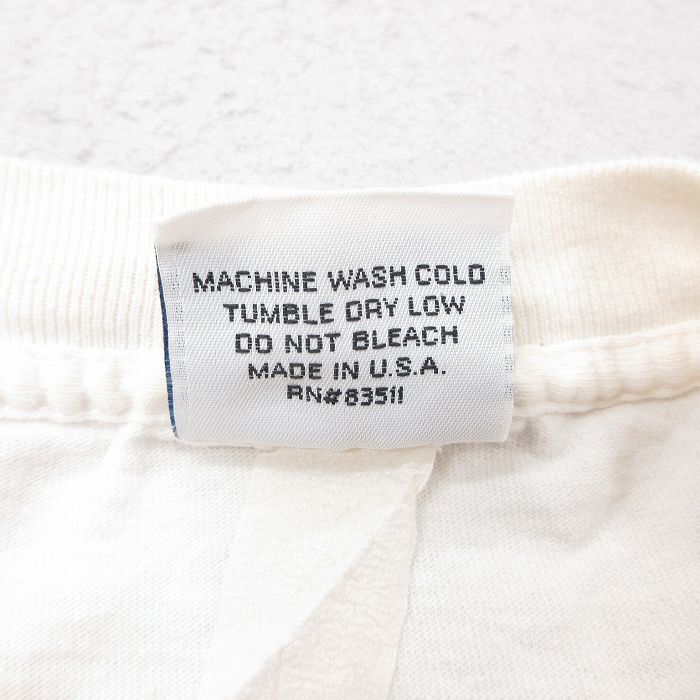 MACHINE WASH COLD
TUMBLE DRY LOW
DO NOT BLEACH
MADE IN U.S.A.
RN#83511